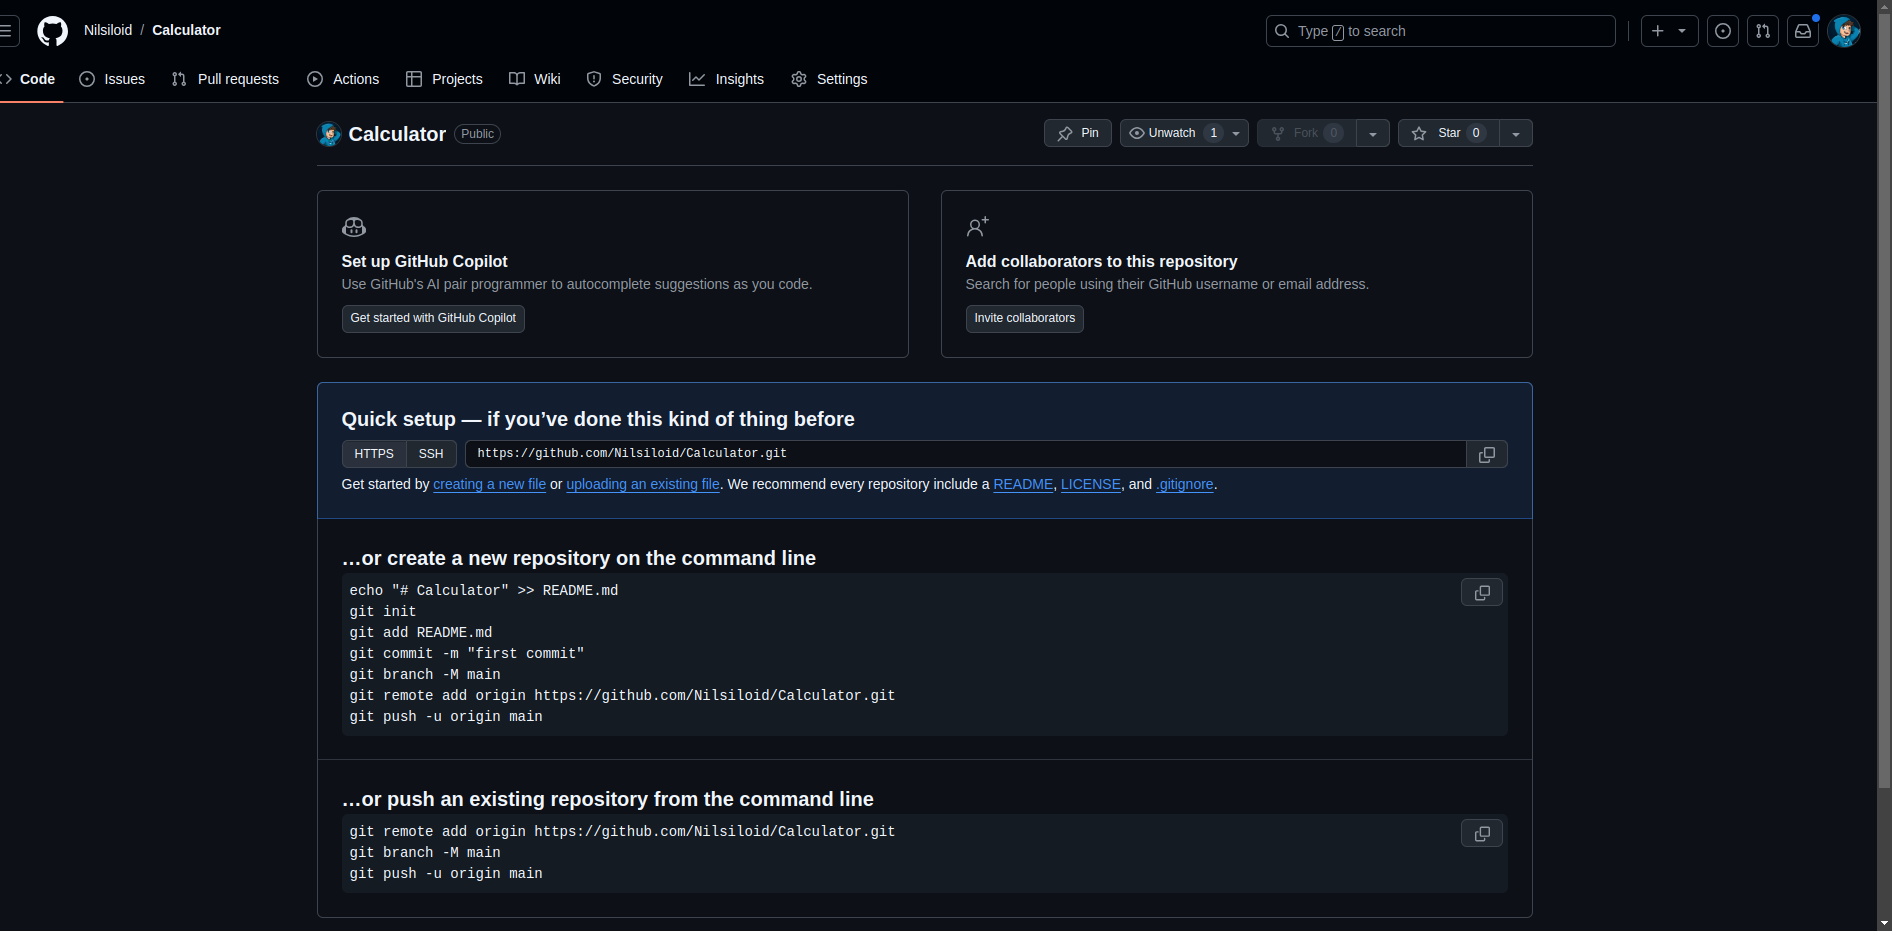 Nilsiloid / Calculator
Type / to search
Code Issues Pull requests Actions Projects Wiki Security Insights Settings
Calculator Public
Pin Unwatch 1 Fork 0 Star 0
Set up GitHub Copilot
Use GitHub's AI pair programmer to autocomplete suggestions as you code.
Get started with GitHub Copilot
Add collaborators to this repository
Search for people using their GitHub username or email address.
Invite collaborators
Quick setup — if you’ve done this kind of thing before
HTTPS SSH https://github.com/Nilsiloid/Calculator.git
Get started by creating a new file or uploading an existing file. We recommend every repository include a README, LICENSE, and .gitignore.
…or create a new repository on the command line
echo "# Calculator" >> README.md
git init
git add README.md
git commit -m "first commit"
git branch -M main
git remote add origin https://github.com/Nilsiloid/Calculator.git
git push -u origin main
…or push an existing repository from the command line
git remote add origin https://github.com/Nilsiloid/Calculator.git
git branch -M main
git push -u origin main